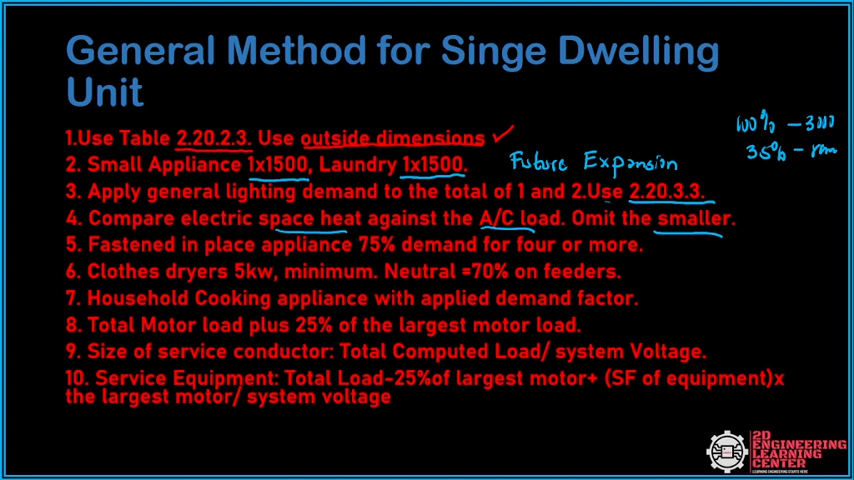 General Method for Singe Dwelling
Unit
100% - 3000
1.Use Table 2.20.2.3. Use outside dimensions ✓
35% - rem
2. Small Appliance 1x1500, Laundry 1x1500. Future Expansion
3. Apply general lighting demand to the total of 1 and 2.Use 2.20.3.3.
4. Compare electric space heat against the A/C load. Omit the smaller.
5. Fastened in place appliance 75% demand for four or more.
6. Clothes dryers 5kw, minimum. Neutral =70% on feeders.
7. Household Cooking appliance with applied demand factor.
8. Total Motor load plus 25% of the largest motor load.
9. Size of service conductor: Total Computed Load/ system Voltage.
10. Service Equipment: Total Load-25%of largest motor+ (SF of equipment)x
the largest motor/ system voltage
2D
ENGINEERING
LEARNING
CENTER
LEARNING ENGINEERING STARTS HERE